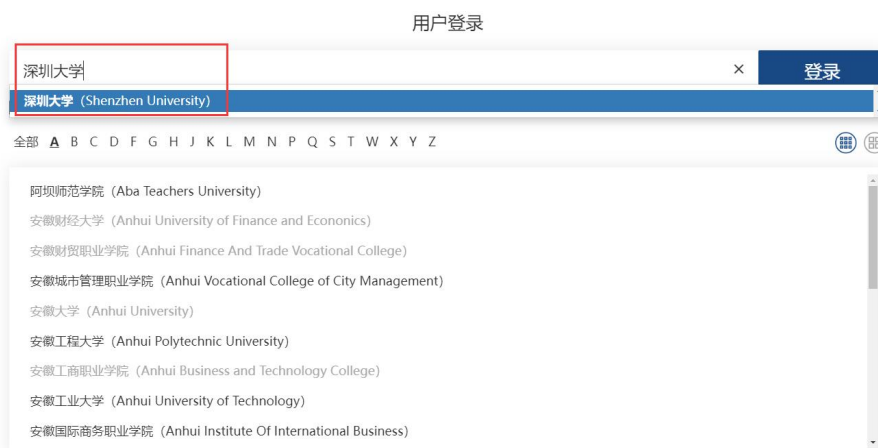 用户登录
深圳大学 × 登录
深圳大学（Shenzhen University）
全部 A B C D F G H J K L M N P Q S T W X Y Z
阿坝师范学院（Aba Teachers University）
安徽财经大学（Anhui University of Finance and Econonics）
安徽财贸职业学院（Anhui Finance And Trade Vocational College）
安徽城市管理职业学院（Anhui Vocational College of City Management）
安徽大学（Anhui University）
安徽工程大学（Anhui Polytechnic University）
安徽工商职业学院（Anhui Business and Technology College）
安徽工业大学（Anhui University of Technology）
安徽国际商务职业学院（Anhui Institute Of International Business）